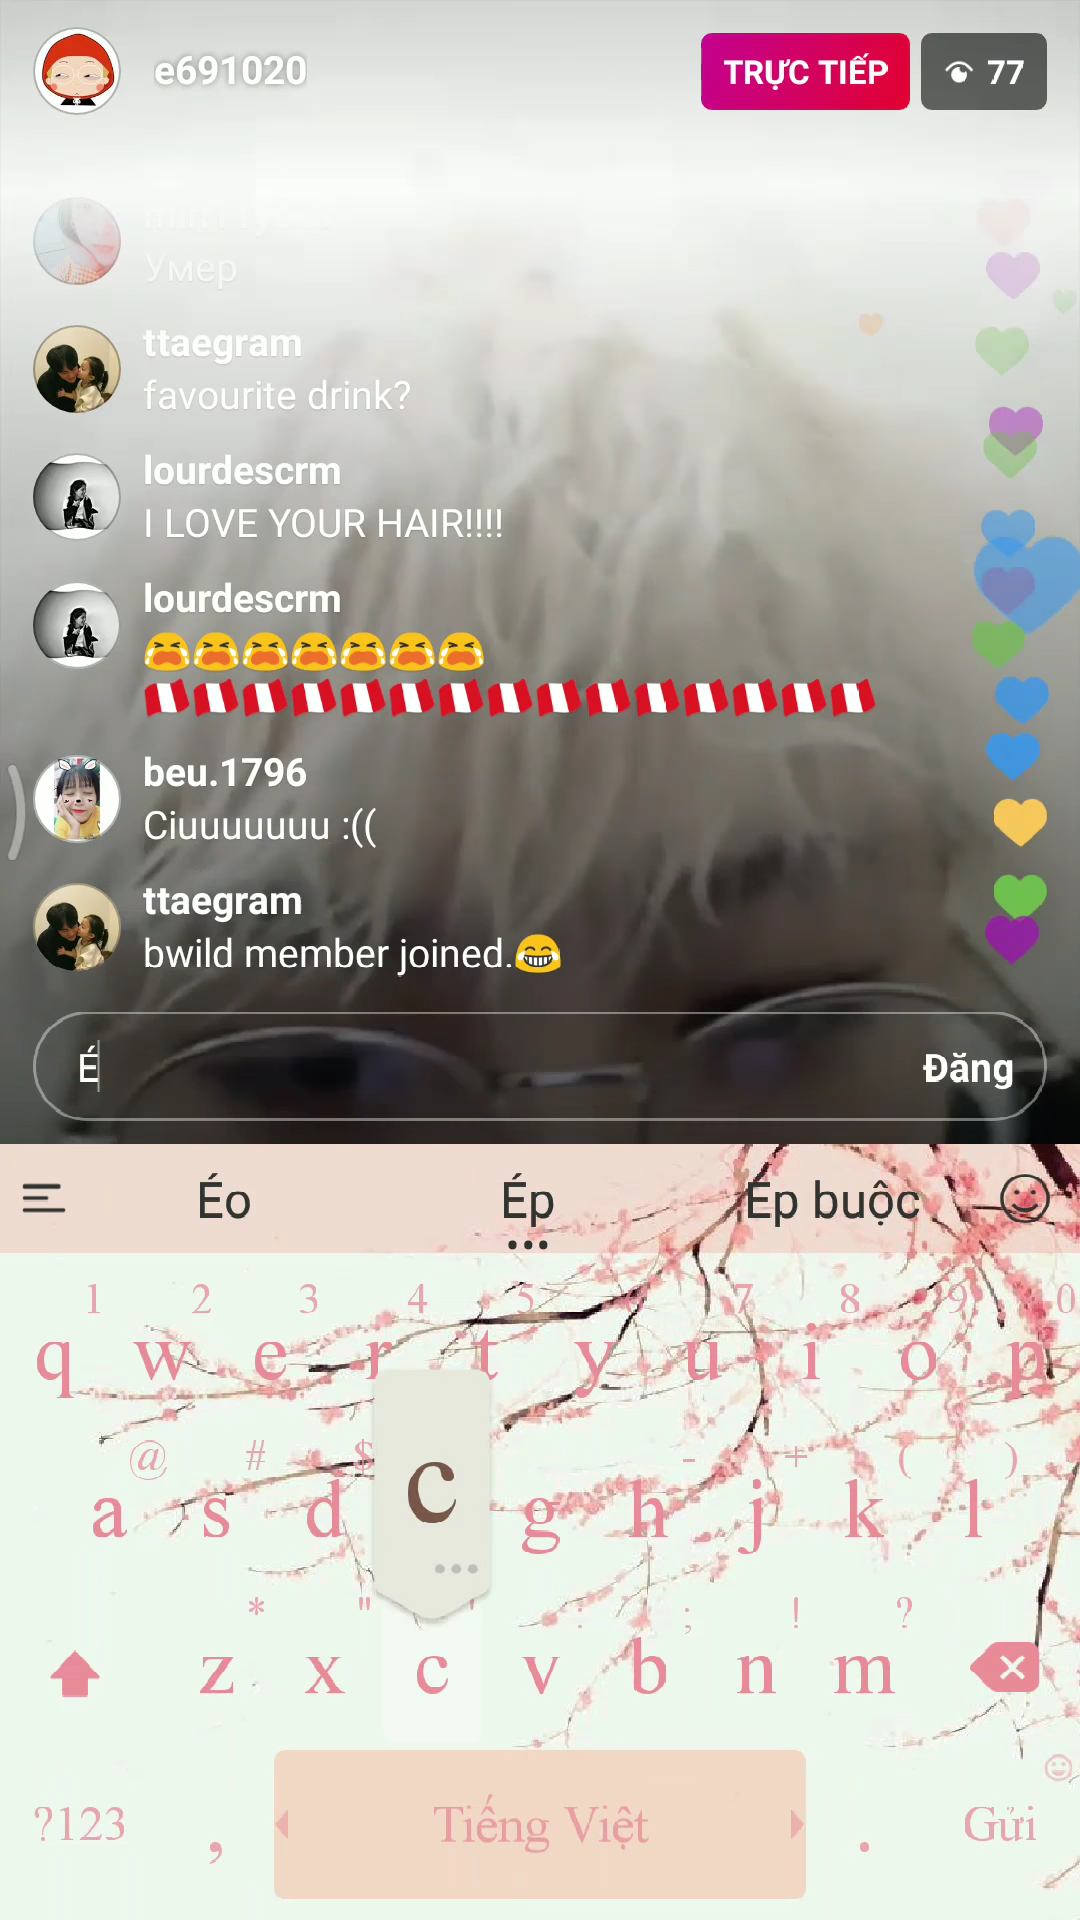 e691020
TRỰC TIẾP
77
Умер
ttaegram
favourite drink?
lourdescrm
I LOVE YOUR HAIR!!!!
lourdescrm
😭😭😭😭😭😭😭
🇵🇪🇵🇪🇵🇪🇵🇪🇵🇪🇵🇪🇵🇪🇵🇪🇵🇪🇵🇪🇵🇪🇵🇪🇵🇪🇵🇪🇵🇪
beu.1796
Ciuuuuuuu :((
ttaegram
bwild member joined.😂
É
Đăng
Éo Ép Ép buộc
1 2 3 4 5 7 8 9 0
q w e r t y u i o p
@ # $ - + ( )
a s d c g h j k l
* " ' : ; ! ?
z x c v b n m
?123 , Tiếng Việt . Gửi